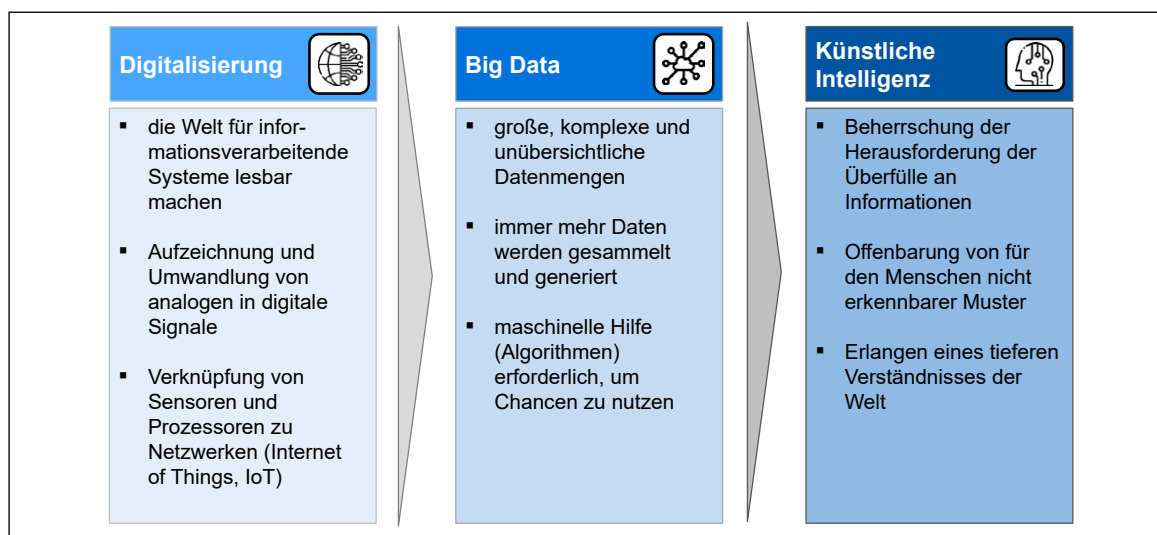 Digitalisierung
▪ die Welt für infor-
mationsverarbeitende
Systeme lesbar
machen
▪ Aufzeichnung und
Umwandlung von
analogen in digitale
Signale
▪ Verknüpfung von
Sensoren und
Prozessoren zu
Netzwerken (Internet
of Things, IoT)
Big Data
▪ große, komplexe und
unübersichtliche
Datenmengen
▪ immer mehr Daten
werden gesammelt
und generiert
▪ maschinelle Hilfe
(Algorithmen)
erforderlich, um
Chancen zu nutzen
Künstliche
Intelligenz
▪ Beherrschung der
Herausforderung der
Überfülle an
Informationen
▪ Offenbarung von für
den Menschen nicht
erkennbarer Muster
▪ Erlangen eines tieferen
Verständnisses der
Welt